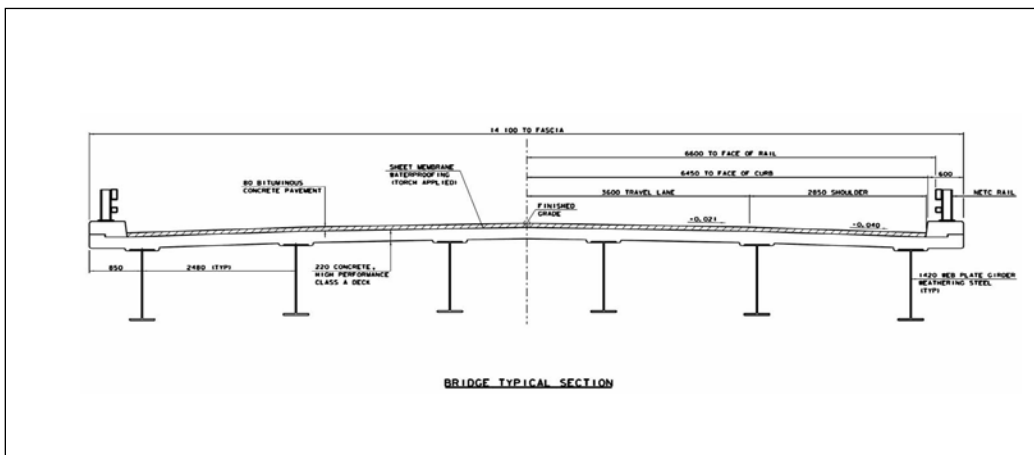 14 100 TO FASCIA
6600 TO FACE OF RAIL
SHEET MEMBRANE
WATERPROOFING
(TORCH APPLIED)
6450 TO FACE OF CURB
600
80 BITUMINOUS
CONCRETE PAVEMENT
3600 TRAVEL LANE
2850 SHOULDER
NETC RAIL
FINISHED
GRADE
-0.021
-0.040
850
2480 (TYP)
220 CONCRETE,
HIGH PERFORMANCE
CLASS A DECK
1420 WEB PLATE GIRDER
WEATHERING STEEL
(TYP)
BRIDGE TYPICAL SECTION